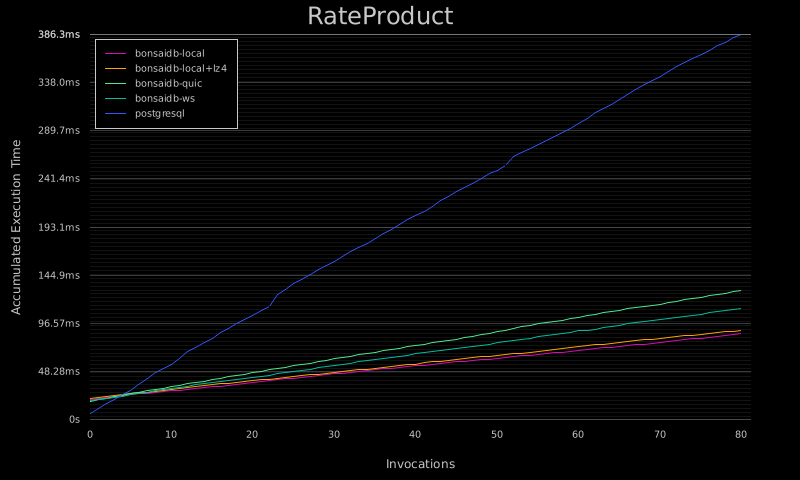 RateProduct
386.3ms
338.0ms
289.7ms
241.4ms
193.1ms
144.9ms
96.57ms
48.28ms
0s
Accumulated Execution Time
bonsaidb-local
bonsaidb-local+lz4
bonsaidb-quic
bonsaidb-ws
postgresql
0 10 20 30 40 50 60 70 80
Invocations